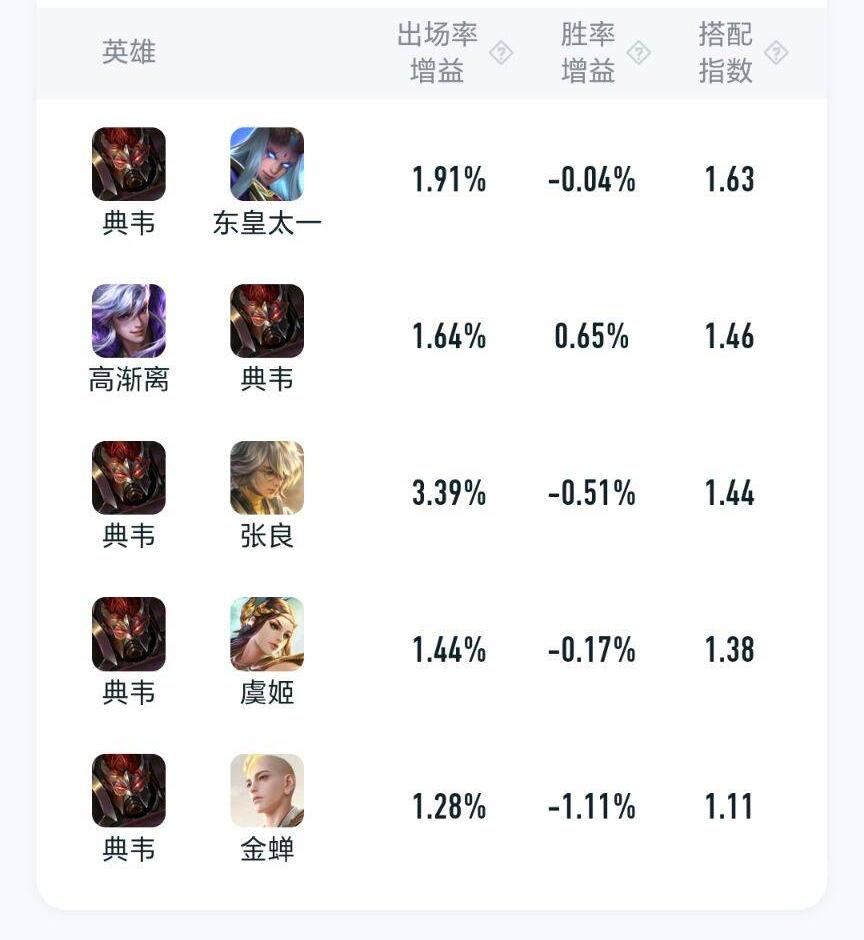 英雄 出场率增益 ? 胜率增益 ? 搭配指数 ?
典韦 东皇太一 1.91% -0.04% 1.63
高渐离 典韦 1.64% 0.65% 1.46
典韦 张良 3.39% -0.51% 1.44
典韦 虞姬 1.44% -0.17% 1.38
典韦 金蝉 1.28% -1.11% 1.11